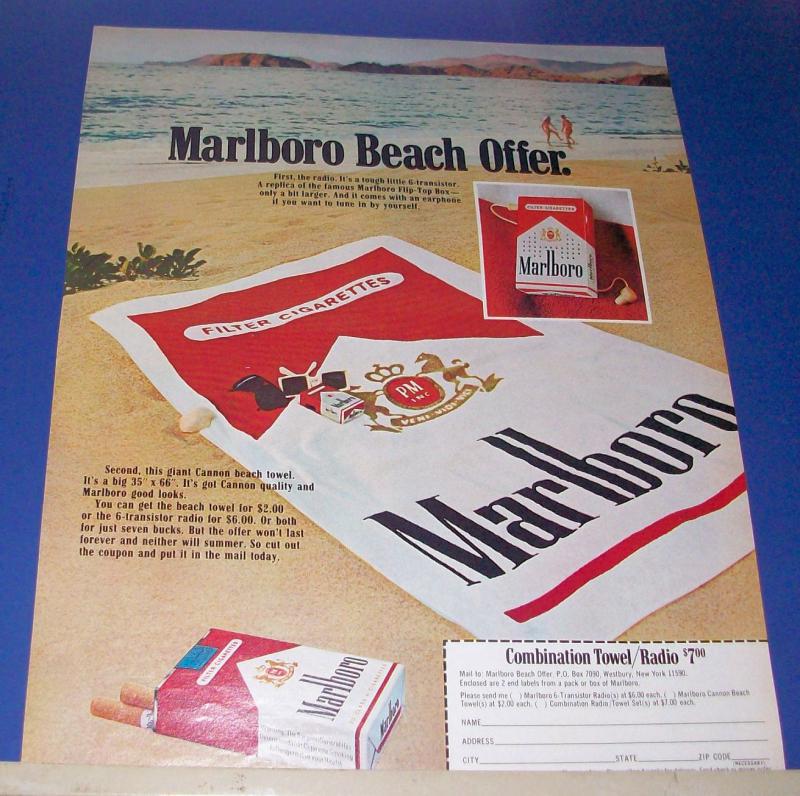 Marlboro Beach Offer.
First, the radio. It's a tough little 6-transistor.
A replica of the famous Marlboro Flip-Top Box—
only a bit larger. And it comes with an earphone
if you want to tune in by yourself.
FILTER CIGARETTES
Marlboro
FILTER CIGARETTES
PM
INC
VENI·VIDI·VICI
Marlboro
Second, this giant Cannon beach towel.
It's a big 35" x 66". It's got Cannon quality and
Marlboro good looks.
You can get the beach towel for $2.00
or the 6-transistor radio for $6.00. Or both
for just seven bucks. But the offer won't last
forever and neither will summer. So cut out
the coupon and put it in the mail today.
FILTER CIGARETTES
Marlboro
20 CLASS A CIGARETTES
Marlboro
Combination Towel/Radio $7.00
Mail to: Marlboro Beach Offer, P.O. Box 7090, Westbury, New York 11590.
Enclosed are 2 end labels from a pack or box of Marlboro.
Please send me ( ) Marlboro 6-Transistor Radio(s) at $6.00 each. ( ) Marlboro Cannon Beach
Towel(s) at $2.00 each. ( ) Combination Radio/Towel Set(s) at $7.00 each.
NAME
ADDRESS
CITY STATE ZIP CODE
(NECESSARY)